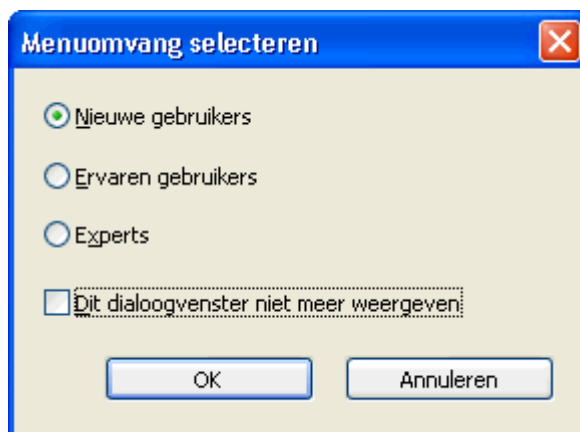 Menuomvang selecteren
Nieuwe gebruikers
Ervaren gebruikers
Experts
Dit dialoogvenster niet meer weergeven
OK
Annuleren